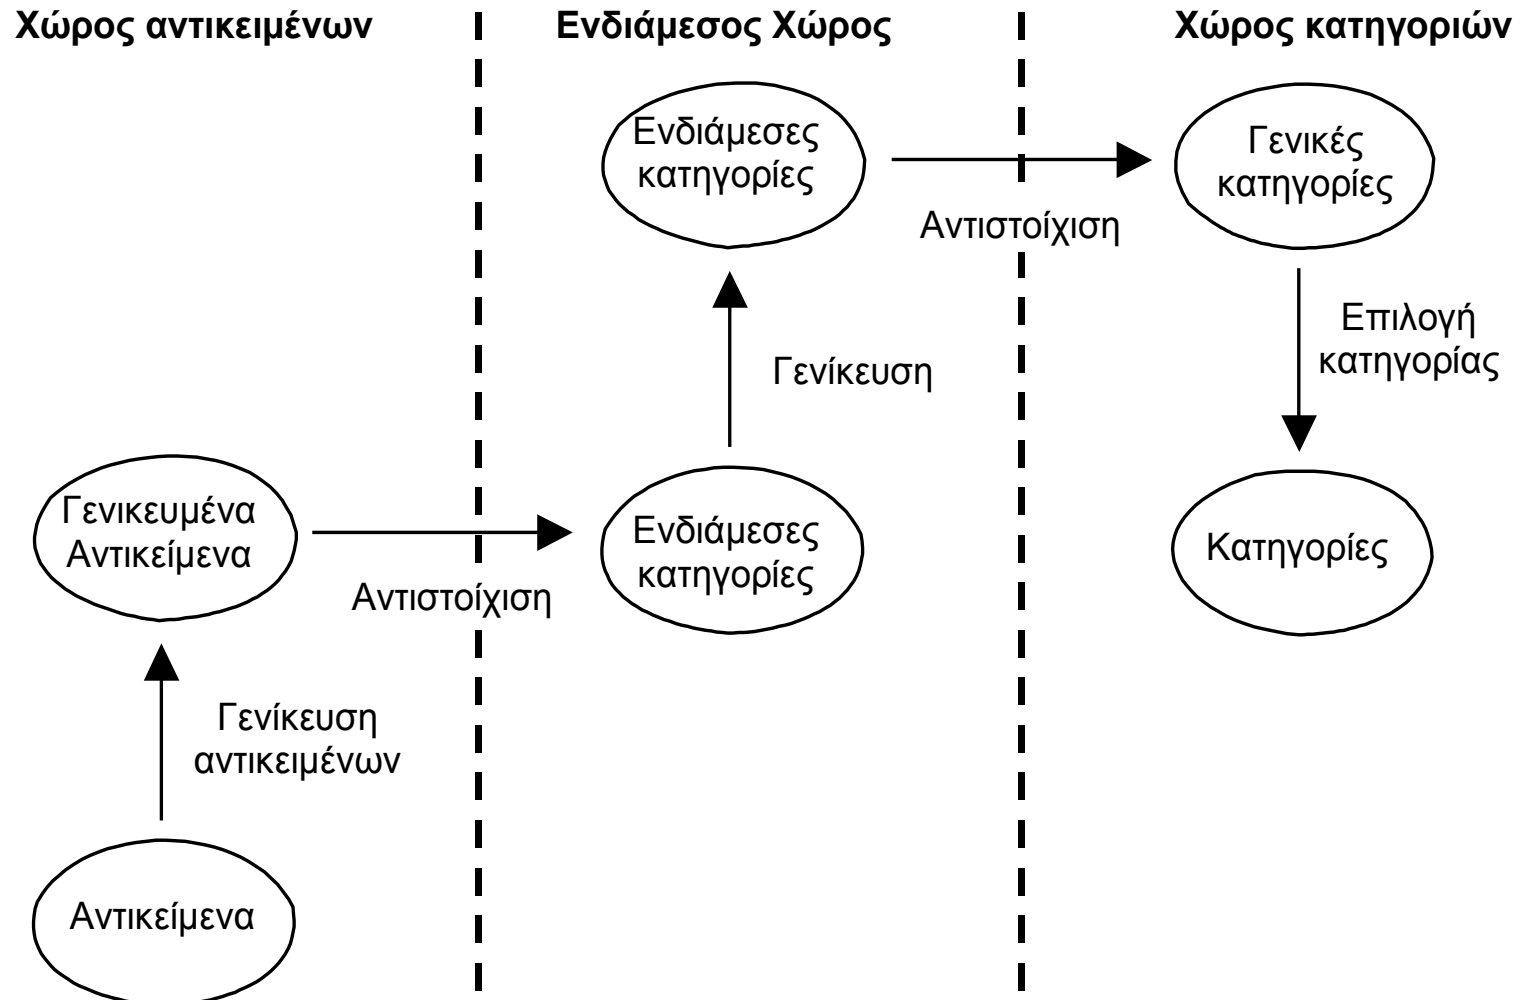 Χώρος αντικειμένων
Ενδιάμεσος Χώρος
Χώρος κατηγοριών
Ενδιάμεσες
κατηγορίες
Γενικές
κατηγορίες
Αντιστοίχιση
Επιλογή
κατηγορίας
Γενίκευση
Γενικευμένα
Αντικείμενα
Ενδιάμεσες
κατηγορίες
Κατηγορίες
Αντιστοίχιση
Γενίκευση
αντικειμένων
Αντικείμενα